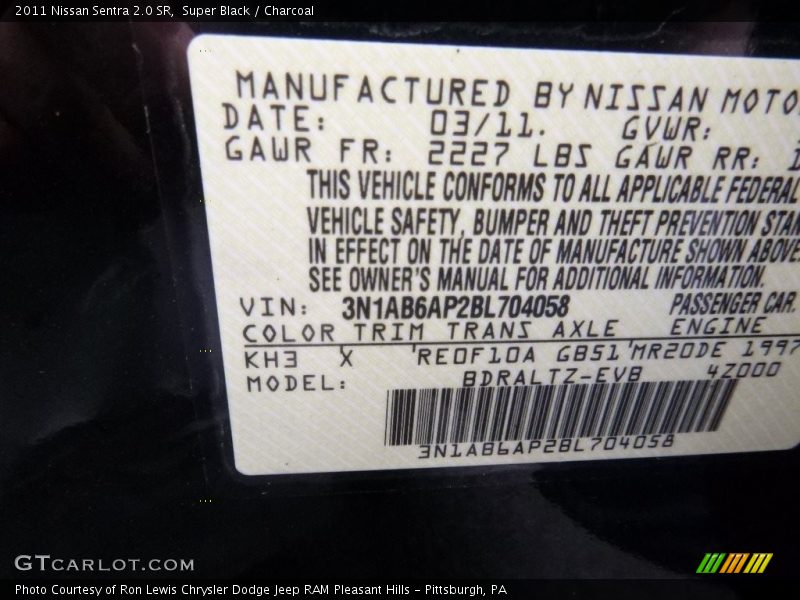 2011 Nissan Sentra 2.0 SR, Super Black / Charcoal
MANUFACTURED BY NISSAN MOTO
DATE: 03/11. GVWR:
GAWR FR: 2227 LBS GAWR RR:
THIS VEHICLE CONFORMS TO ALL APPLICABLE FEDERAL
VEHICLE SAFETY, BUMPER AND THEFT PREVENTION STAN
IN EFFECT ON THE DATE OF MANUFACTURE SHOWN ABOVE
SEE OWNER'S MANUAL FOR ADDITIONAL INFORMATION.
VIN: 3N1AB6AP2BL704058 PASSENGER CAR.
COLOR TRIM TRANS AXLE ENGINE
KH3 X RE0F10A GB51 MR20DE 1997
MODEL: BDRALTZ-EVB 4Z000
3N1AB6AP2BL704058
GTCARLOT.COM
Photo Courtesy of Ron Lewis Chrysler Dodge Jeep RAM Pleasant Hills - Pittsburgh, PA